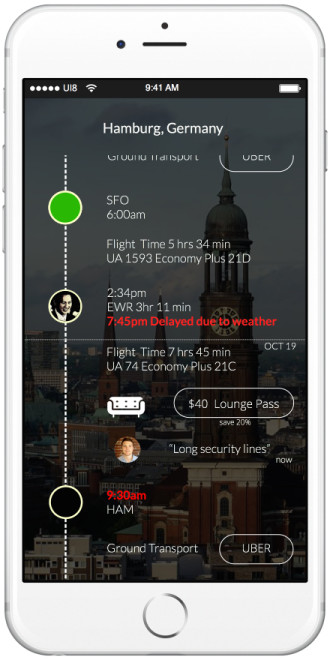 UI8
9:41 AM
Hamburg, Germany
Ground Transport
UBER
SFO
6:00am
Flight Time 5 hrs 34 min
UA 1593 Economy Plus 21D
2:34pm
EWR 3hr 11 min
7:45pm Delayed due to weather
OCT 19
Flight Time 7 hrs 45 min
UA 74 Economy Plus 21C
$40 Lounge Pass
save 20%
“Long security lines”
now
9:30am
HAM
Ground Transport
UBER